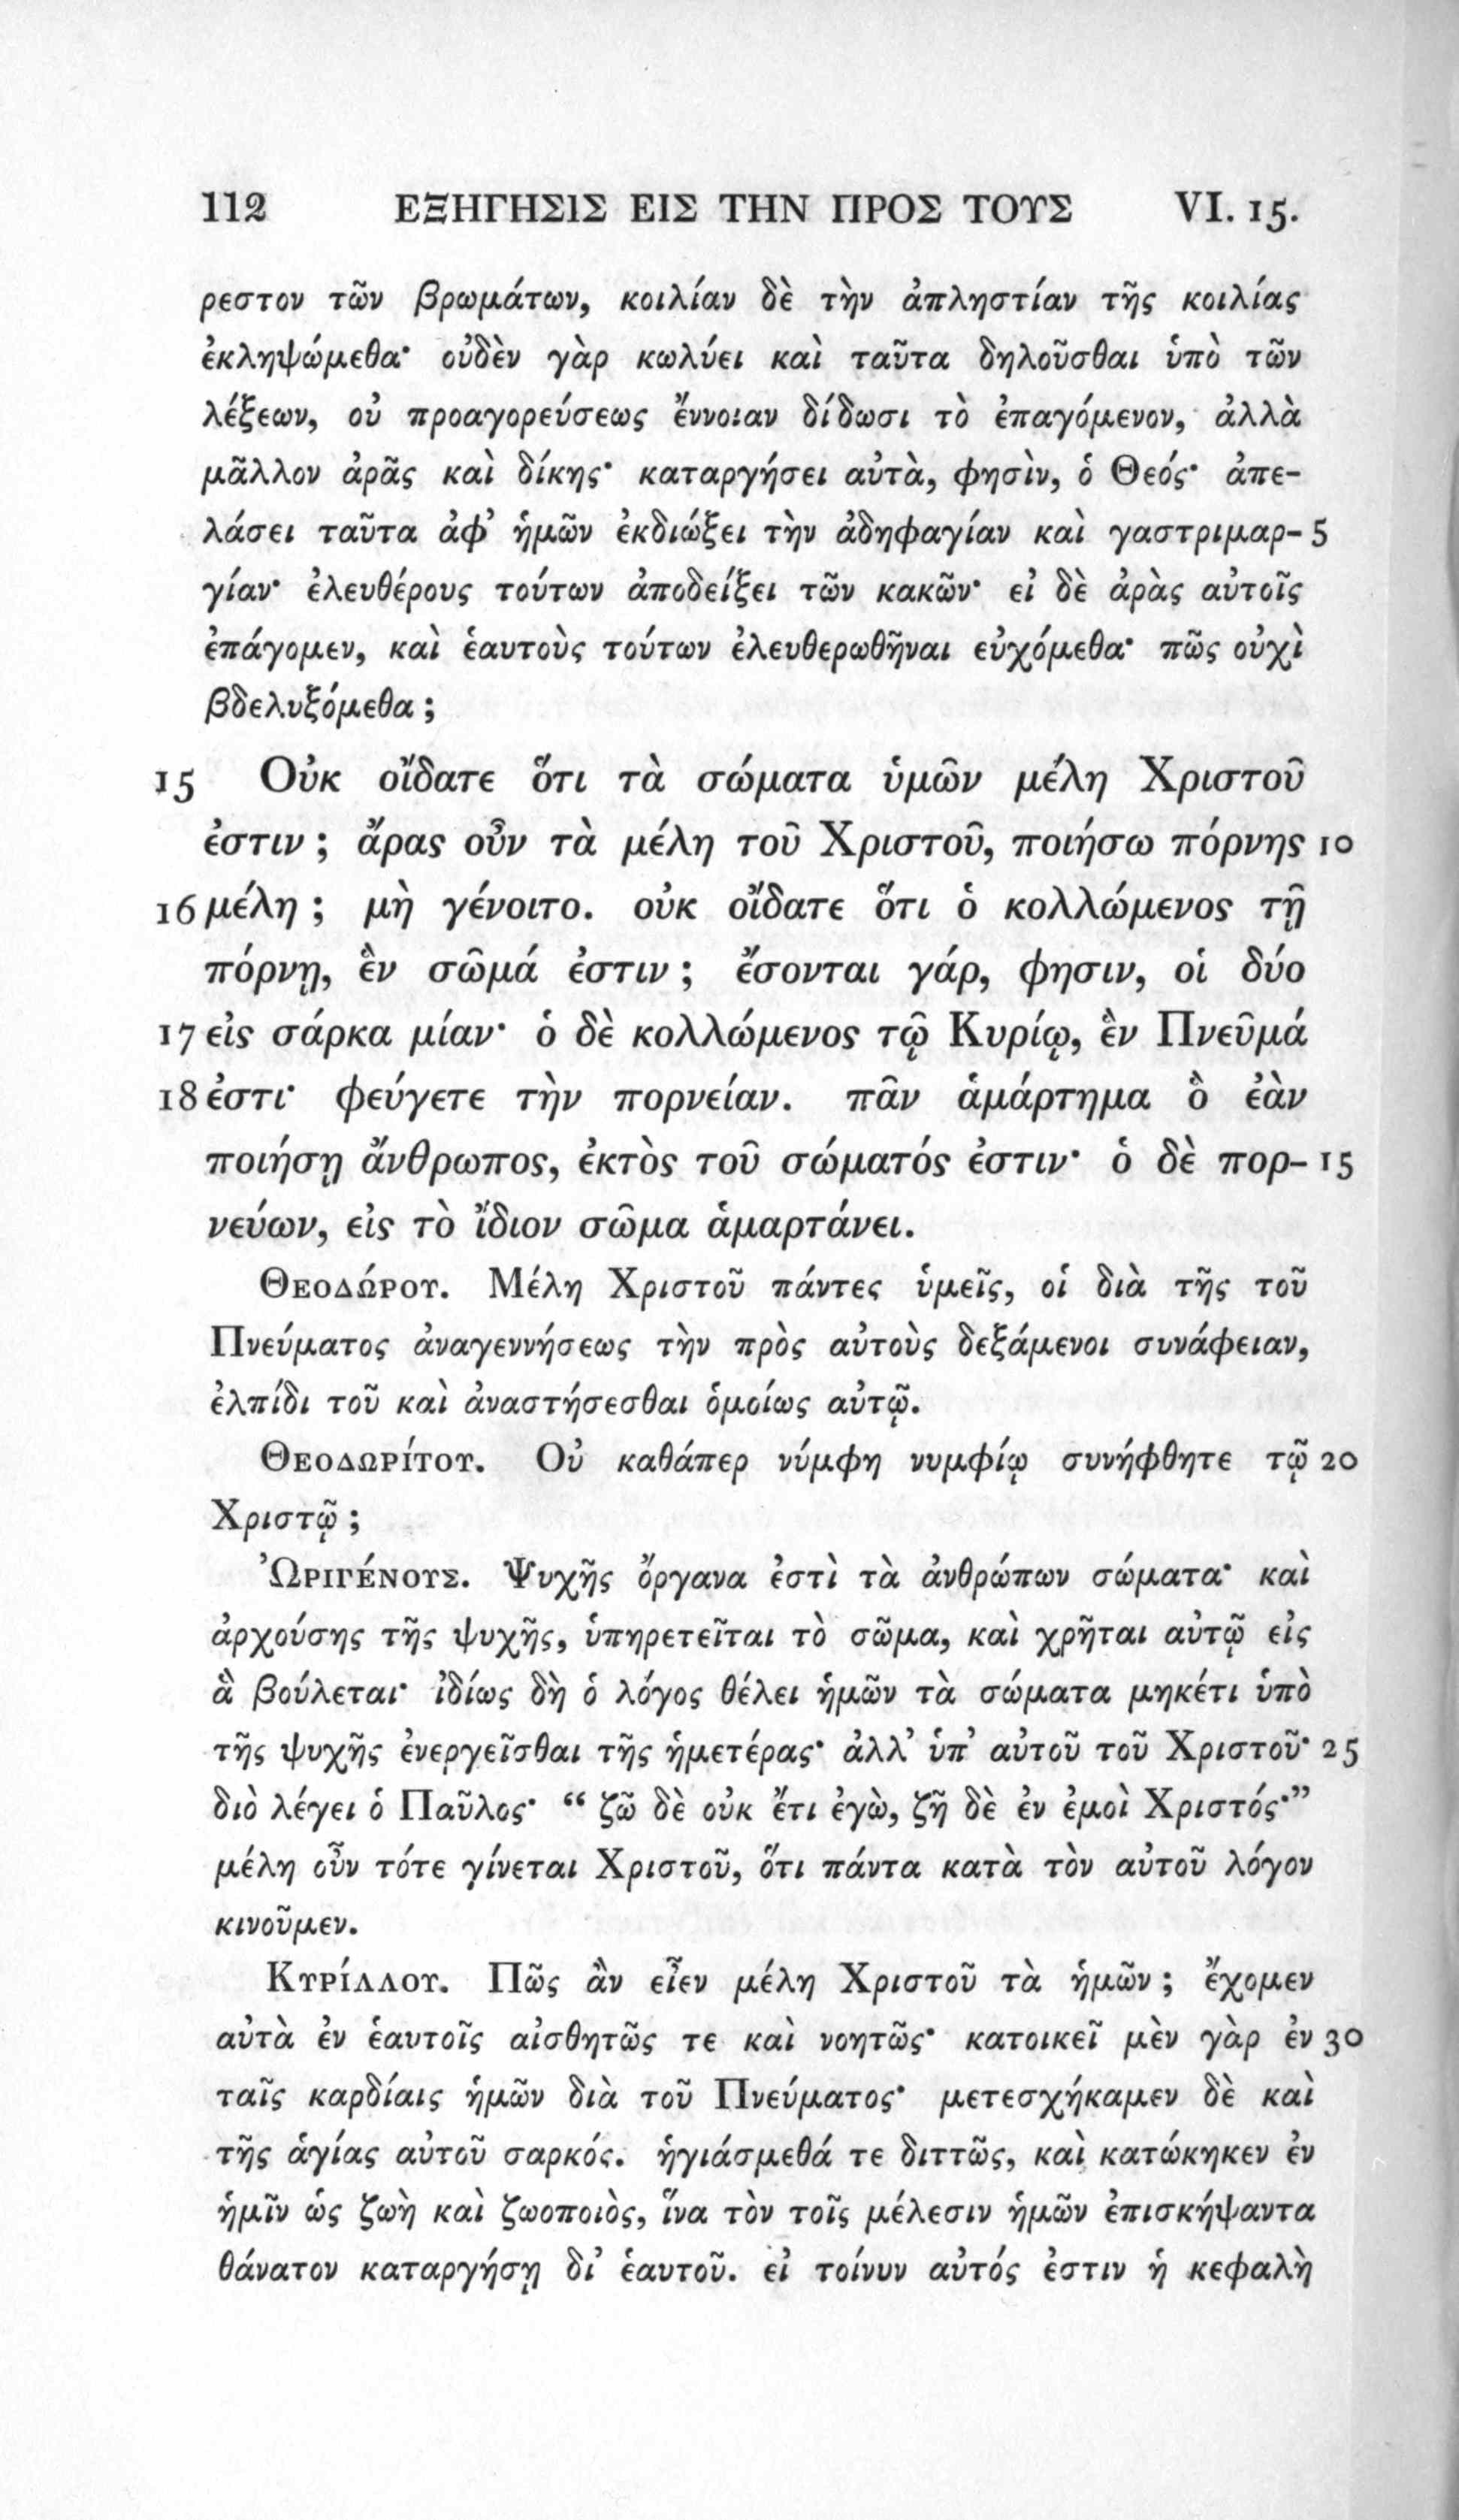 112 ΕΞΗΓΗΣΙΣ ΕΙΣ ΤΗΝ ΠΡΟΣ ΤΟΥΣ VI. 15.
ρεστον τῶν βρωμάτων, κοιλίαν δὲ τὴν ἀπληστίαν τῆς κοιλίας
ἐκληψώμεθα· οὐδὲν γὰρ κωλύει καὶ ταῦτα δηλοῦσθαι ὑπὸ τῶν
λέξεων, οὐ προαγορεύσεως ἔννοιαν δίδωσι τὸ ἐπαγόμενον, ἀλλὰ
μᾶλλον ἀρᾶς καὶ δίκης· καταργήσει αὐτὰ, φησὶν, ὁ Θεός· ἀπε-
λάσει ταῦτα ἀφ’ ἡμῶν ἐκδιώξει τὴν ἀδηφαγίαν καὶ γαστριμαρ- 5
γίαν· ἐλευθέρους τούτων ἀποδείξει τῶν κακῶν· εἰ δὲ ἀρὰς αὐτοῖς
ἐπάγομεν, καὶ ἑαυτοὺς τούτων ἐλευθερωθῆναι εὐχόμεθα· πῶς οὐχὶ
βδελυξόμεθα ;
15 Οὐκ οἴδατε ὅτι τὰ σώματα ὑμῶν μέλη Χριστοῦ
ἐστιν ; ἄρας οὖν τὰ μέλη τοῦ Χριστοῦ, ποιήσω πόρνης 10
16 μέλη ; μὴ γένοιτο. οὐκ οἴδατε ὅτι ὁ κολλώμενος τῇ
πόρνῃ, ἓν σῶμά ἐστιν ; ἔσονται γάρ, φησιν, οἱ δύο
17 εἰς σάρκα μίαν· ὁ δὲ κολλώμενος τῷ Κυρίῳ, ἓν Πνεῦμά
18 ἐστι· φεύγετε τὴν πορνείαν. πᾶν ἁμάρτημα ὃ ἐὰν
ποιήσῃ ἄνθρωπος, ἐκτὸς τοῦ σώματός ἐστιν· ὁ δὲ πορ- 15
νεύων, εἰς τὸ ἴδιον σῶμα ἁμαρτάνει.
ΘΕΟΔΏΡΟΥ. Μέλη Χριστοῦ πάντες ὑμεῖς, οἱ διὰ τῆς τοῦ
Πνεύματος ἀναγεννήσεως τὴν πρὸς αὐτοὺς δεξάμενοι συνάφειαν,
ἐλπίδι τοῦ καὶ ἀναστήσεσθαι ὁμοίως αὐτῷ.
ΘΕΟΔΩΡΊΤΟΥ. Οὐ καθάπερ νύμφη νυμφίῳ συνήφθητε τῷ 20
Χριστῷ ;
ὨΡΙΓΈΝΟΥΣ. Ψυχῆς ὄργανα ἐστὶ τὰ ἀνθρώπων σώματα· καὶ
ἀρχούσης τῆς ψυχῆς, ὑπηρετεῖται τὸ σῶμα, καὶ χρῆται αὐτῷ εἰς
ἃ βούλεται· ἰδίως δὴ ὁ λόγος θέλει ἡμῶν τὰ σώματα μηκέτι ὑπὸ
τῆς ψυχῆς ἐνεργεῖσθαι τῆς ἡμετέρας· ἀλλ’ ὑπ’ αὐτοῦ τοῦ Χριστοῦ· 25
διὸ λέγει ὁ Παῦλος· “ ζῶ δὲ οὐκ ἔτι ἐγὼ, ζῇ δὲ ἐν ἐμοὶ Χριστός·”
μέλη οὖν τότε γίνεται Χριστοῦ, ὅτι πάντα κατὰ τὸν αὐτοῦ λόγον
κινοῦμεν.
ΚΥΡΊΛΛΟΥ. Πῶς ἂν εἶεν μέλη Χριστοῦ τὰ ἡμῶν ; ἔχομεν
αὐτὰ ἐν ἑαυτοῖς αἰσθητῶς τε καὶ νοητῶς· κατοικεῖ μὲν γὰρ ἐν 30
ταῖς καρδίαις ἡμῶν διὰ τοῦ Πνεύματος· μετεσχήκαμεν δὲ καὶ
τῆς ἁγίας αὐτοῦ σαρκός. ἡγιάσμεθά τε διττῶς, καὶ κατώκηκεν ἐν
ἡμῖν ὡς ζωὴ καὶ ζωοποιὸς, ἵνα τὸν τοῖς μέλεσιν ἡμῶν ἐπισκήψαντα
θάνατον καταργήσῃ δι’ ἑαυτοῦ. εἰ τοίνυν αὐτός ἐστιν ἡ κεφαλὴ